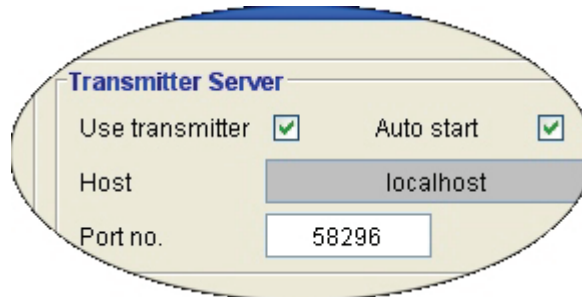 Transmitter Server
Use transmitter Auto start
Host localhost
Port no. 58296